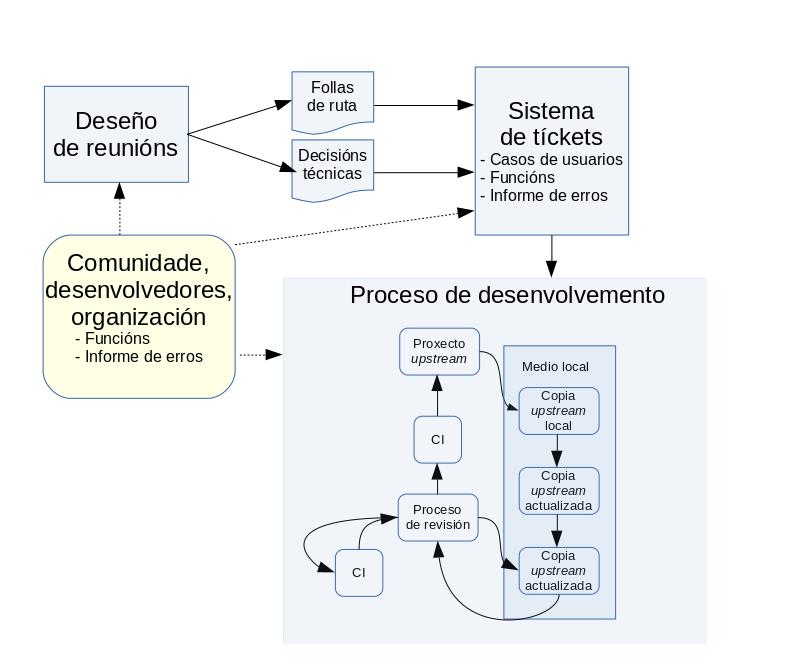 Deseño
de reunións
Follas
de ruta
Decisións
técnicas
Sistema
de tíckets
- Casos de usuarios
- Funcións
- Informe de erros
Comunidade,
desenvolvedores,
organización
- Funcións
- Informe de erros
Proceso de desenvolvemento
Proxecto
upstream
Medio local
Copia
upstream
local
CI
Copia
upstream
actualizada
Proceso
de revisión
CI
Copia
upstream
actualizada